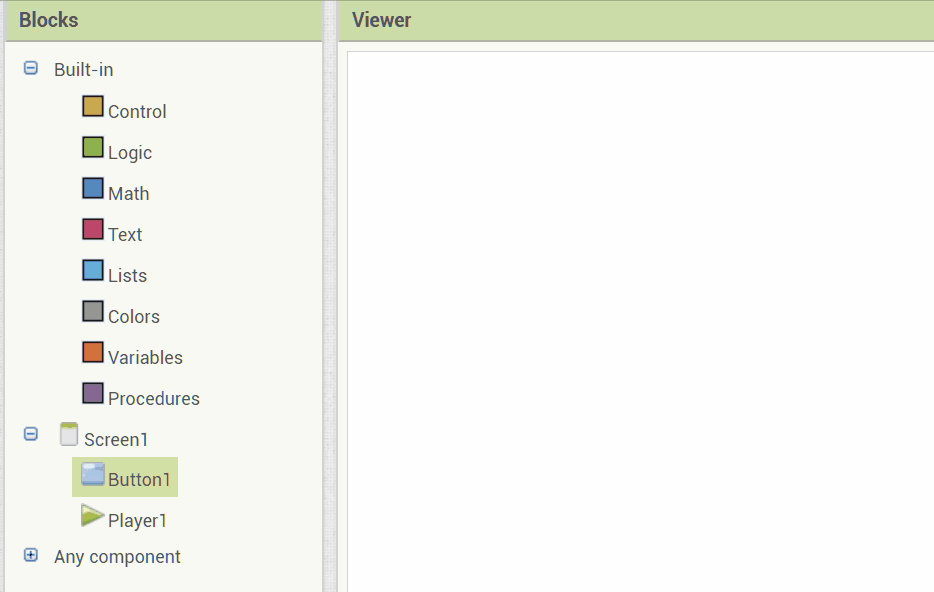 Blocks
Viewer
Built-in
Control
Logic
Math
Text
Lists
Colors
Variables
Procedures
Screen1
Button1
Player1
Any component